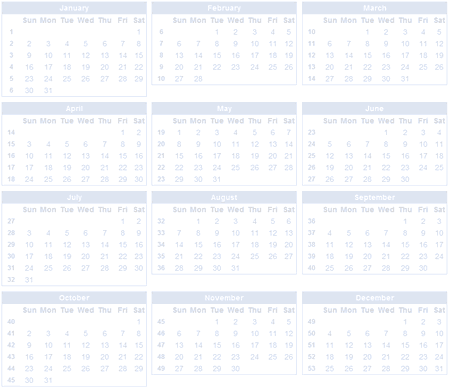 January
Sun Mon Tue Wed Thu Fri Sat
1 1
2 2 3 4 5 6 7 8
3 9 10 11 12 13 14 15
4 16 17 18 19 20 21 22
5 23 24 25 26 27 28 29
6 30 31
February
Sun Mon Tue Wed Thu Fri Sat
6 1 2 3 4 5
7 6 7 8 9 10 11 12
8 13 14 15 16 17 18 19
9 20 21 22 23 24 25 26
10 27 28
March
Sun Mon Tue Wed Thu Fri Sat
10 1 2 3 4 5
11 6 7 8 9 10 11 12
12 13 14 15 16 17 18 19
13 20 21 22 23 24 25 26
14 27 28 29 30 31
April
Sun Mon Tue Wed Thu Fri Sat
14 1 2
15 3 4 5 6 7 8 9
16 10 11 12 13 14 15 16
17 17 18 19 20 21 22 23
18 24 25 26 27 28 29 30
May
Sun Mon Tue Wed Thu Fri Sat
19 1 2 3 4 5 6 7
20 8 9 10 11 12 13 14
21 15 16 17 18 19 20 21
22 22 23 24 25 26 27 28
23 29 30 31
June
Sun Mon Tue Wed Thu Fri Sat
23 1 2 3 4
24 5 6 7 8 9 10 11
25 12 13 14 15 16 17 18
26 19 20 21 22 23 24 25
27 26 27 28 29 30
July
Sun Mon Tue Wed Thu Fri Sat
27 1 2
28 3 4 5 6 7 8 9
29 10 11 12 13 14 15 16
30 17 18 19 20 21 22 23
31 24 25 26 27 28 29 30
32 31
August
Sun Mon Tue Wed Thu Fri Sat
32 1 2 3 4 5 6
33 7 8 9 10 11 12 13
34 14 15 16 17 18 19 20
35 21 22 23 24 25 26 27
36 28 29 30 31
September
Sun Mon Tue Wed Thu Fri Sat
36 1 2 3
37 4 5 6 7 8 9 10
38 11 12 13 14 15 16 17
39 18 19 20 21 22 23 24
40 25 26 27 28 29 30
October
Sun Mon Tue Wed Thu Fri Sat
40 1
41 2 3 4 5 6 7 8
42 9 10 11 12 13 14 15
43 16 17 18 19 20 21 22
44 23 24 25 26 27 28 29
45 30 31
November
Sun Mon Tue Wed Thu Fri Sat
45 1 2 3 4 5
46 6 7 8 9 10 11 12
47 13 14 15 16 17 18 19
48 20 21 22 23 24 25 26
49 27 28 29 30
December
Sun Mon Tue Wed Thu Fri Sat
49 1 2 3
50 4 5 6 7 8 9 10
51 11 12 13 14 15 16 17
52 18 19 20 21 22 23 24
53 25 26 27 28 29 30 31